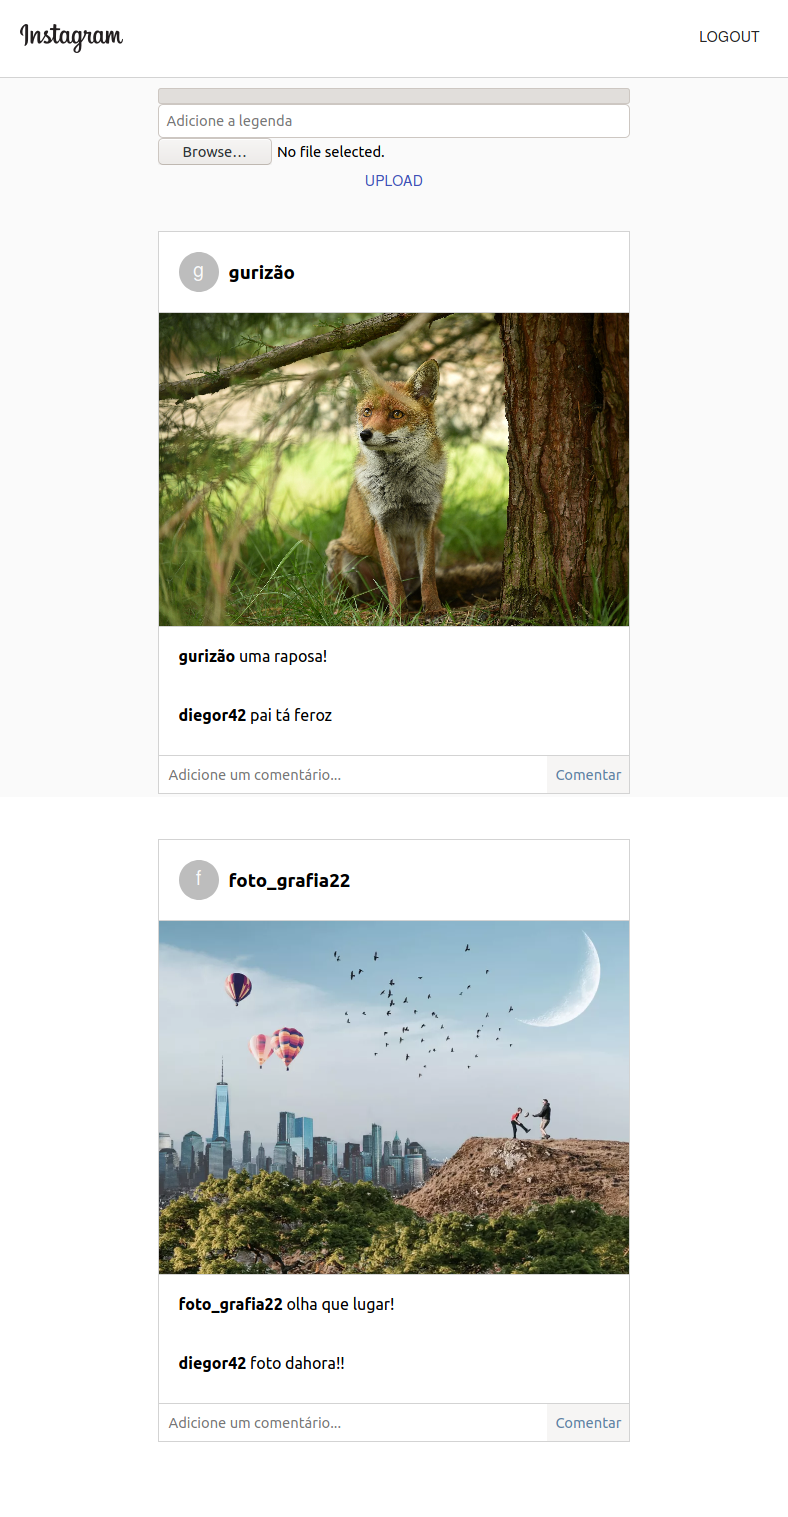 Instagram
LOGOUT
Adicione a legenda
Browse… No file selected.
UPLOAD
g gurizão
gurizão uma raposa!
diegor42 pai tá feroz
Adicione um comentário... Comentar
f foto_grafia22
foto_grafia22 olha que lugar!
diegor42 foto dahora!!
Adicione um comentário... Comentar